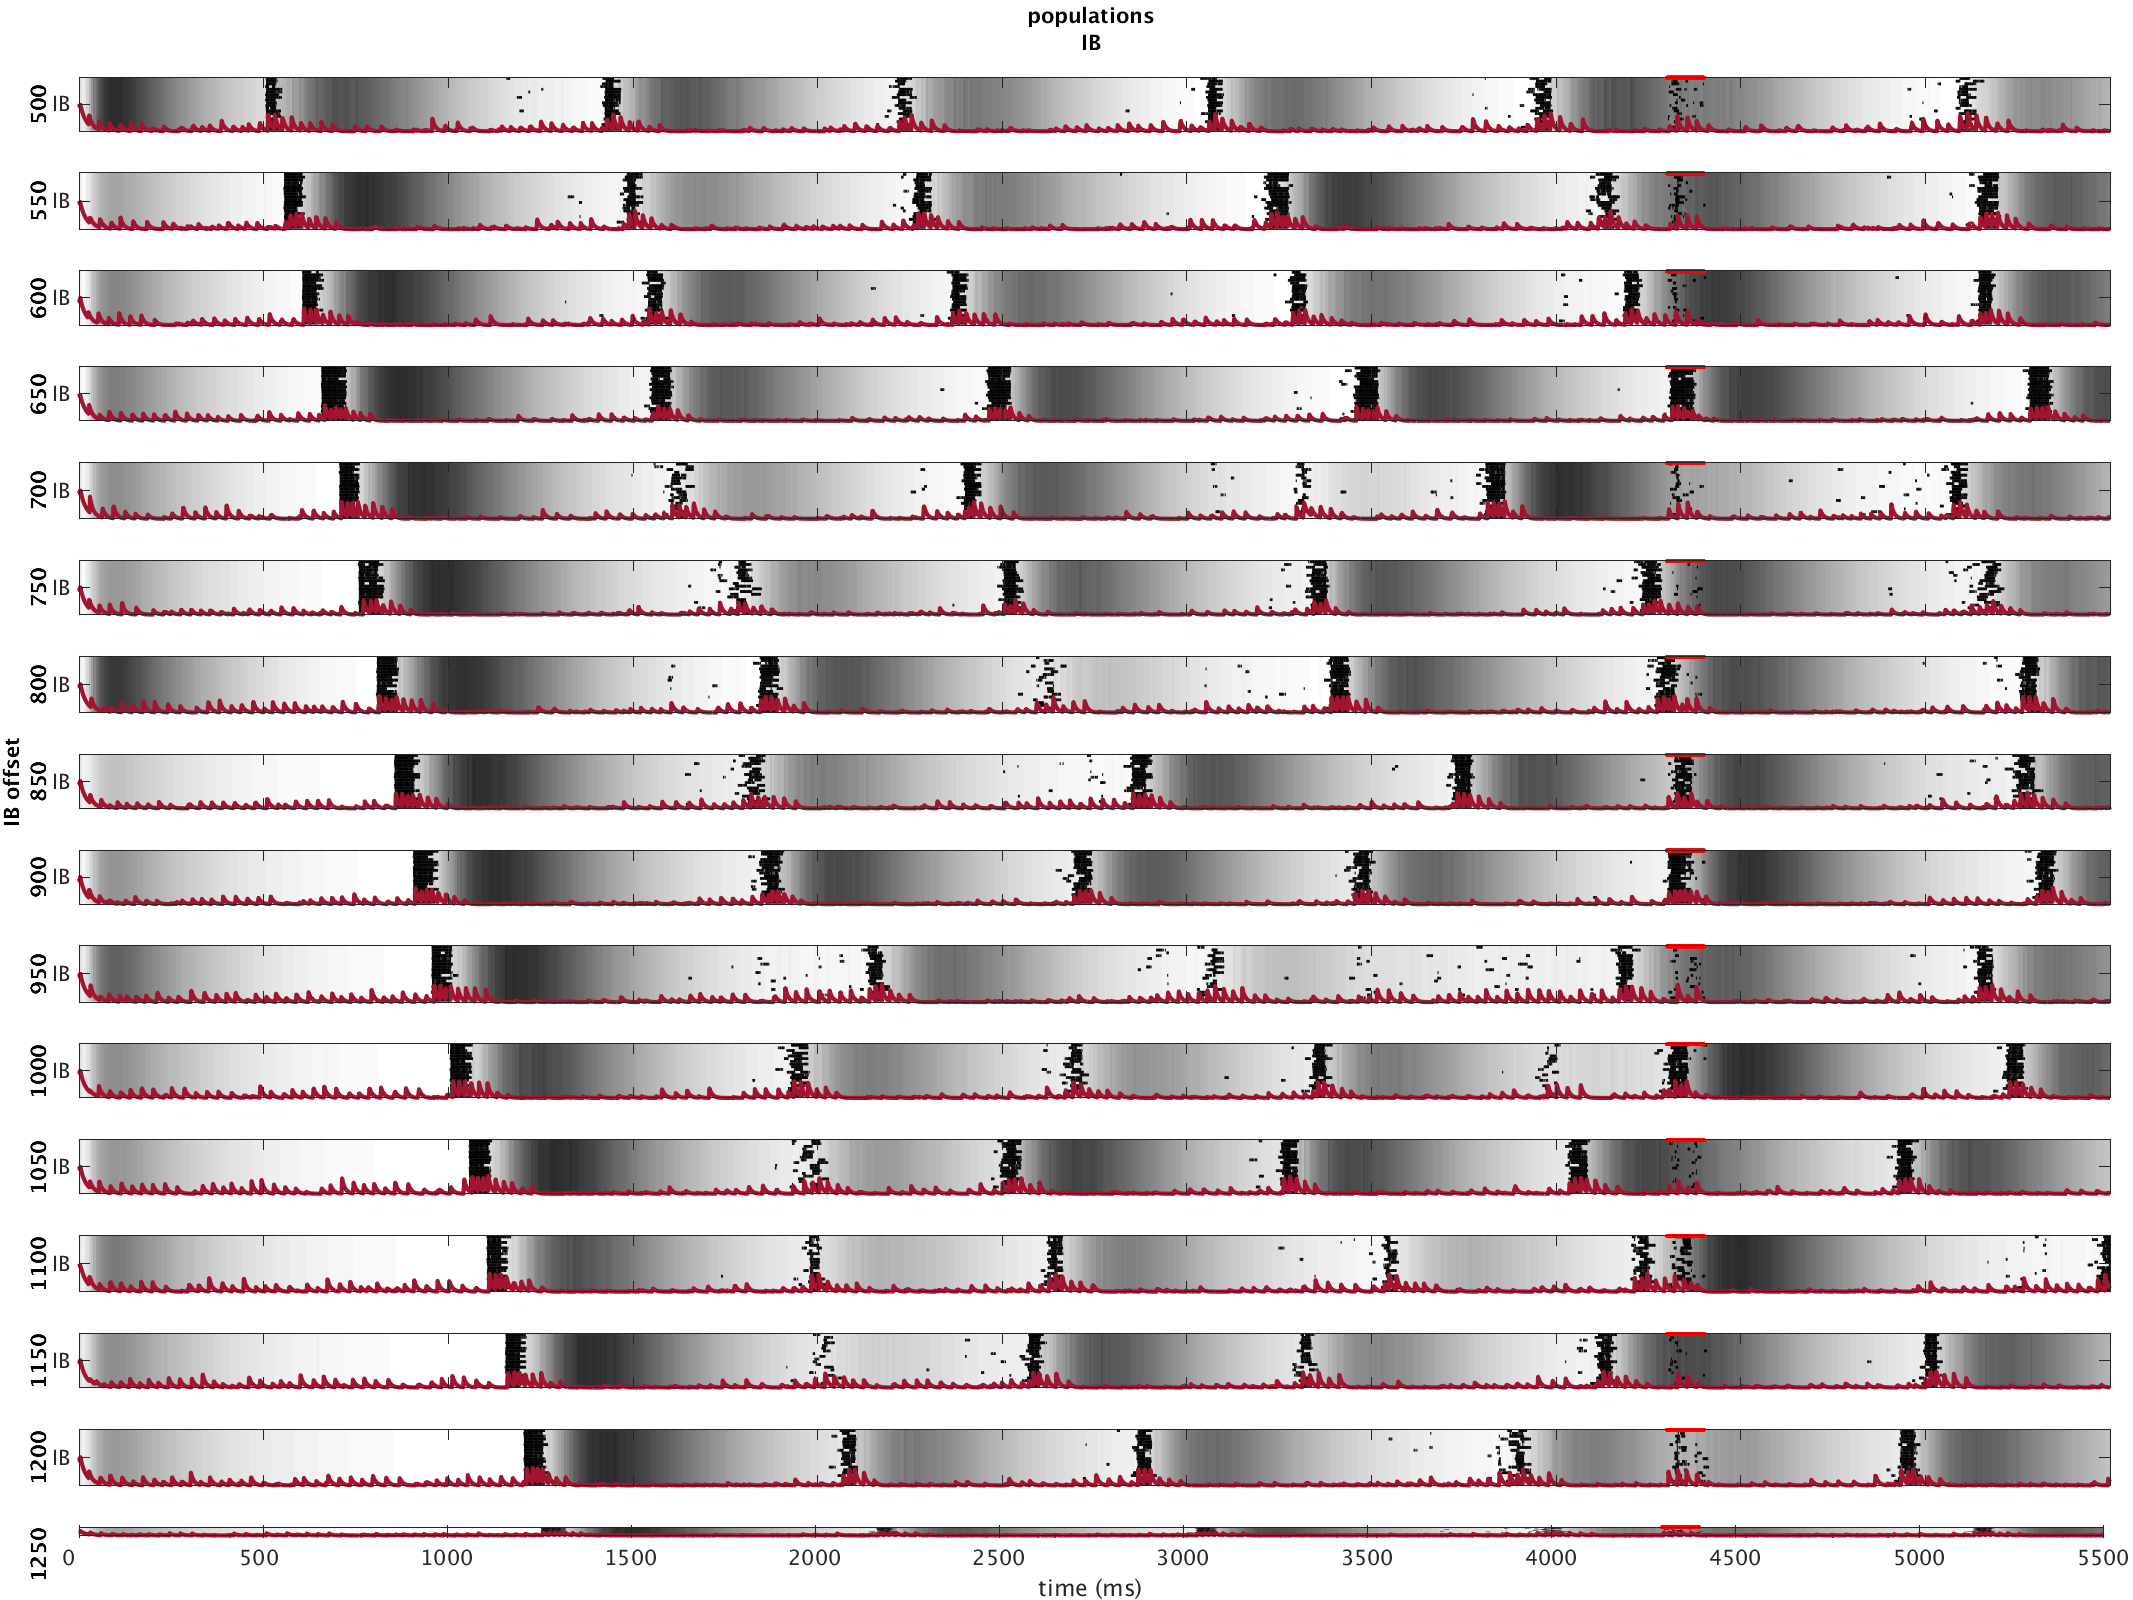 populations
IB
IB offset
500 IB
550 IB
600 IB
650 IB
700 IB
750 IB
800 IB
850 IB
900 IB
950 IB
1000 IB
1050 IB
1100 IB
1150 IB
1200 IB
1250
0 500 1000 1500 2000 2500 3000 3500 4000 4500 5000 5500
time (ms)